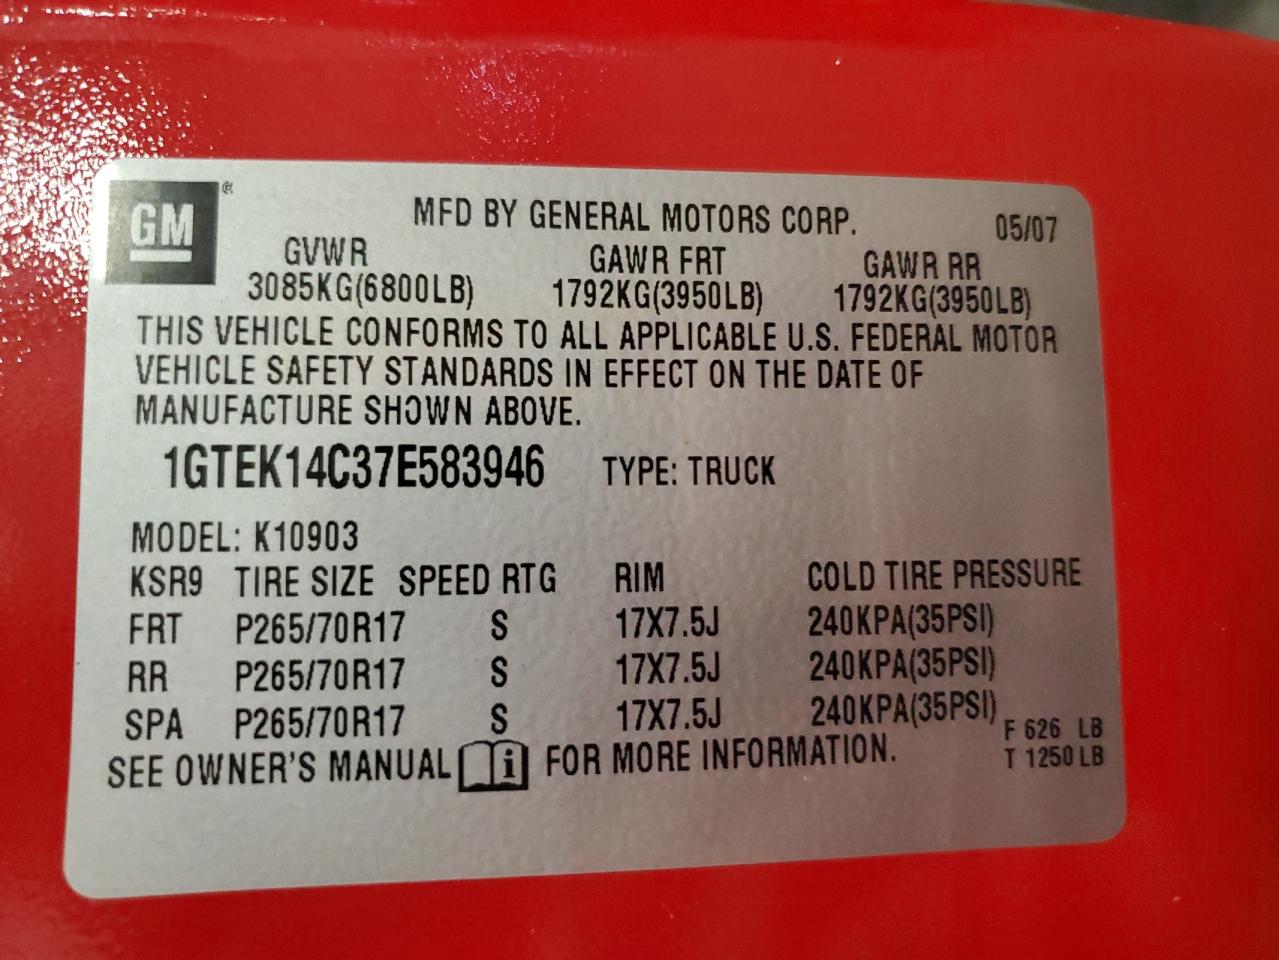 GM ®
MFD BY GENERAL MOTORS CORP. 05/07
GVWR GAWR FRT GAWR RR
3085KG(6800LB) 1792KG(3950LB) 1792KG(3950LB)
THIS VEHICLE CONFORMS TO ALL APPLICABLE U.S. FEDERAL MOTOR
VEHICLE SAFETY STANDARDS IN EFFECT ON THE DATE OF
MANUFACTURE SHOWN ABOVE.
1GTEK14C37E583946 TYPE: TRUCK
MODEL: K10903
KSR9 TIRE SIZE SPEED RTG RIM COLD TIRE PRESSURE
FRT P265/70R17 S 17X7.5J 240KPA(35PSI)
RR P265/70R17 S 17X7.5J 240KPA(35PSI)
SPA P265/70R17 S 17X7.5J 240KPA(35PSI)
F 626 LB
SEE OWNER'S MANUAL i FOR MORE INFORMATION. T 1250 LB